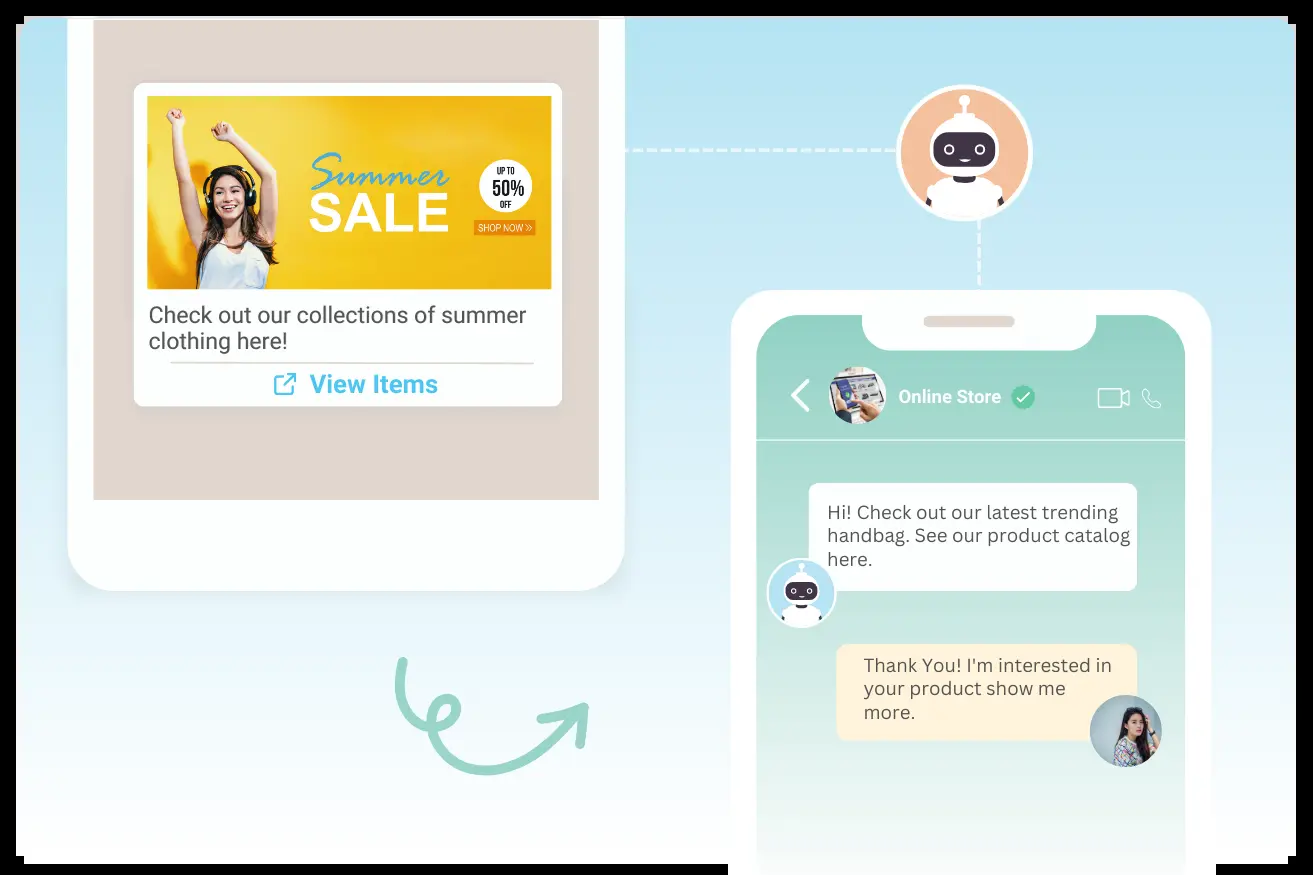 Summer
SALE
UP TO
50%
OFF
SHOP NOW »
Check out our collections of summer
clothing here!
View Items
Online Store
Hi! Check out our latest trending
handbag. See our product catalog
here.
Thank You! I'm interested in
your product show me
more.